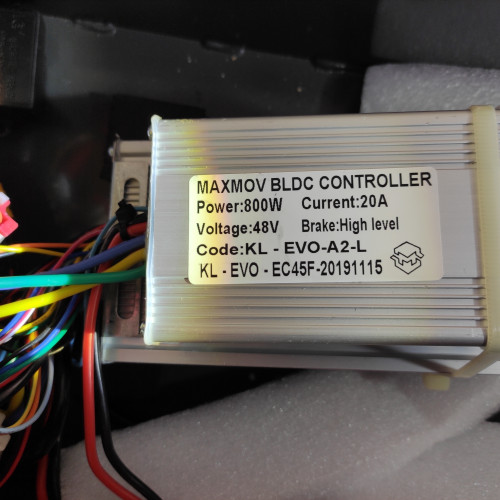 MAXMOV BLDC CONTROLLER
Power:800W Current:20A
Voltage:48V Brake:High level
Code:KL - EVO-A2-L
KL - EVO - EC45F-20191115